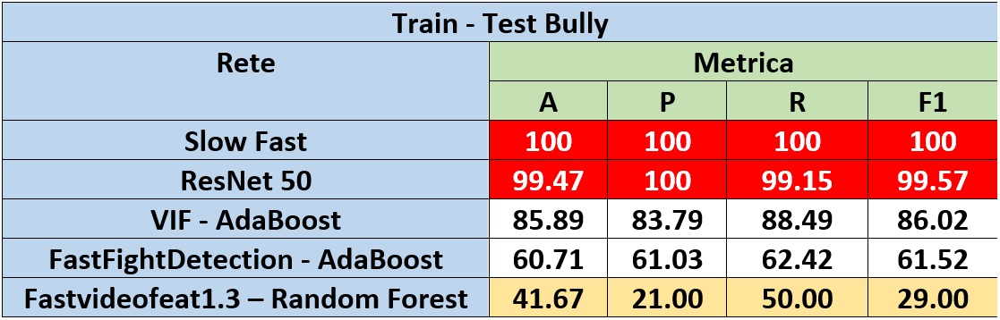 Train - Test Bully
Rete Metrica
A P R F1
Slow Fast 100 100 100 100
ResNet 50 99.47 100 99.15 99.57
VIF - AdaBoost 85.89 83.79 88.49 86.02
FastFightDetection - AdaBoost 60.71 61.03 62.42 61.52
Fastvideofeat1.3 – Random Forest 41.67 21.00 50.00 29.00